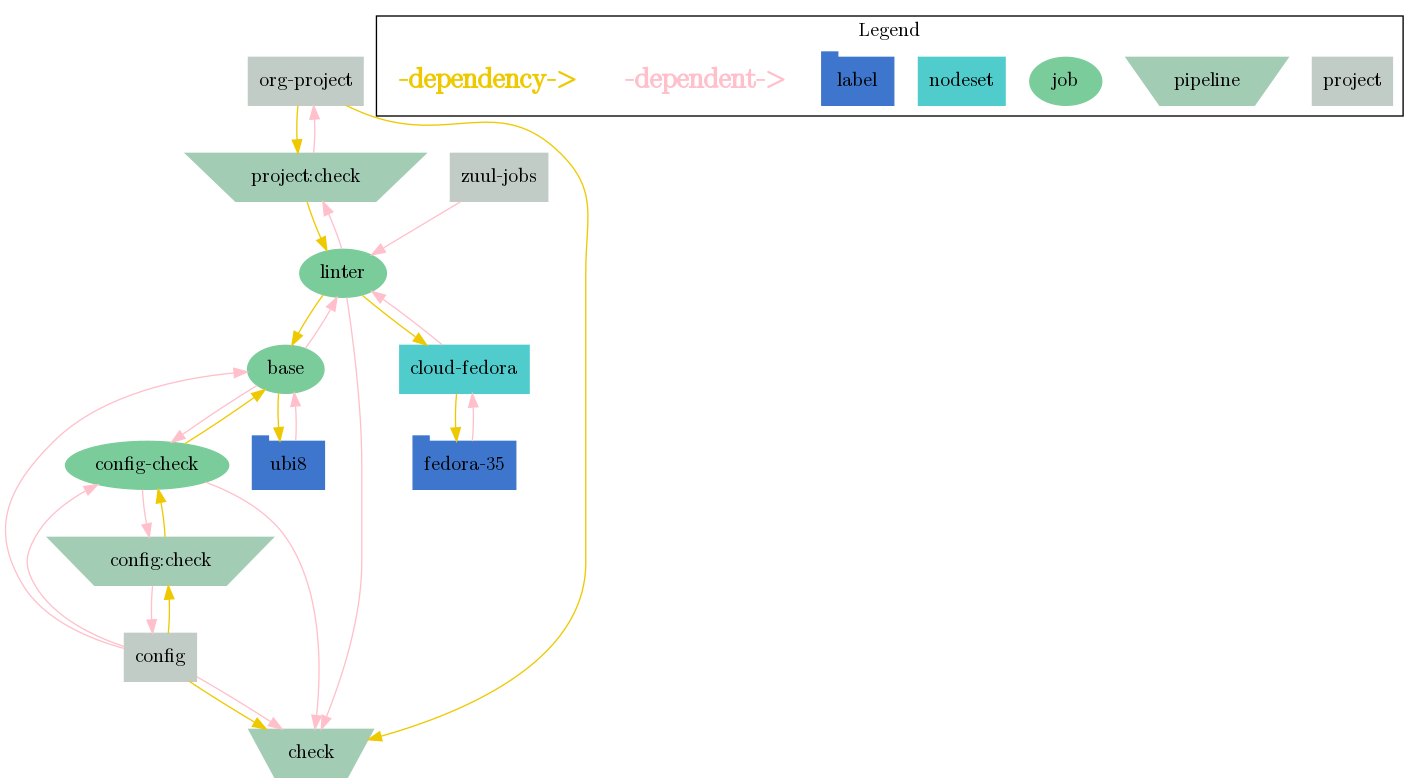 Legend
-dependency->
-dependent->
label
nodeset
job
pipeline
project
org-project
project:check
zuul-jobs
linter
base
cloud-fedora
config-check
ubi8
fedora-35
config:check
config
check